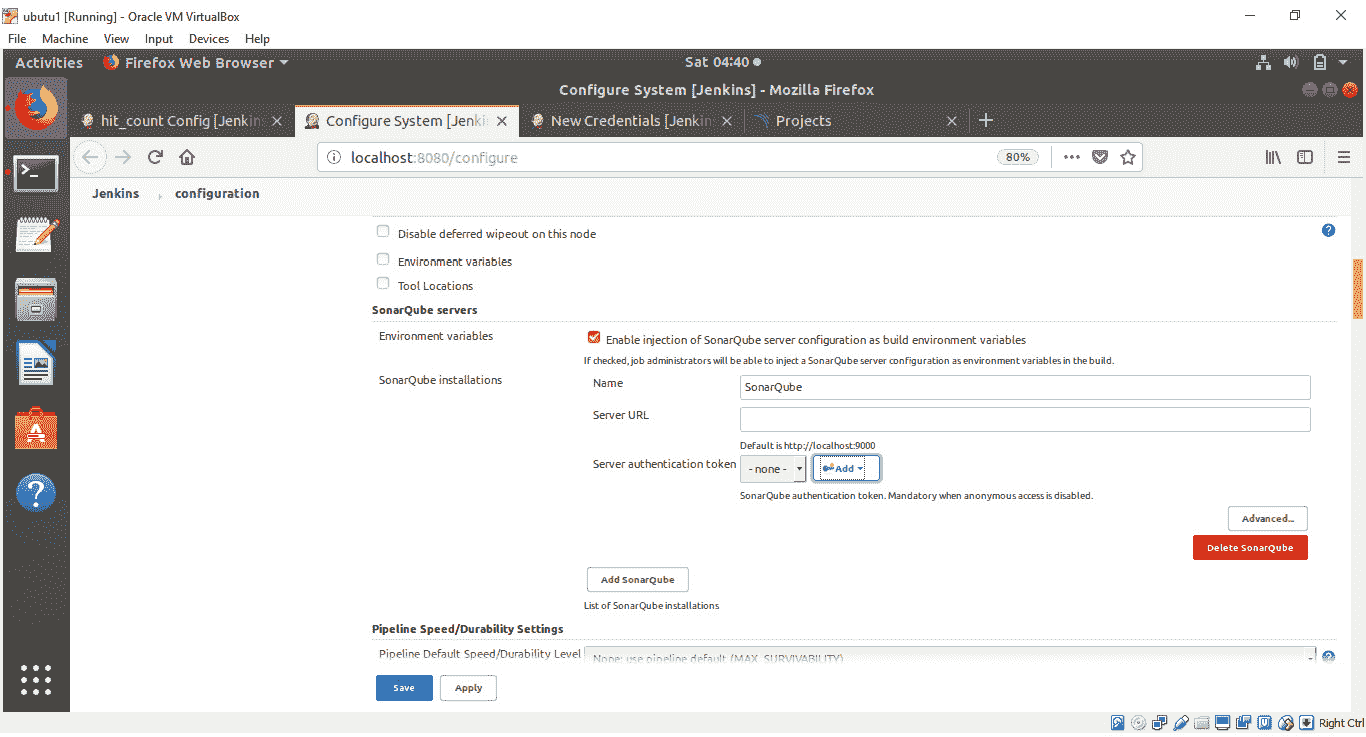 ubutu1 [Running] - Oracle VM VirtualBox
File Machine View Input Devices Help
Activities Firefox Web Browser Sat 04:40
Configure System [Jenkins] - Mozilla Firefox
hit_count Config [Jenkin Configure System [Jenki New Credentials [Jenkin Projects
localhost:8080/configure 80%
Jenkins configuration
Disable deferred wipeout on this node
Environment variables
Tool Locations
SonarQube servers
Environment variables Enable injection of SonarQube server configuration as build environment variables
If checked, job administrators will be able to inject a SonarQube server configuration as environment variables in the build.
SonarQube installations Name SonarQube
Server URL
Default is http://localhost:9000
Server authentication token - none - Add
SonarQube authentication token. Mandatory when anonymous access is disabled.
Advanced...
Delete SonarQube
Add SonarQube
List of SonarQube installations
Pipeline Speed/Durability Settings
Pipeline Default Speed/Durability Level None: use pipeline default (MAX_SURVIVABILITY)
Save Apply
Right Ctrl